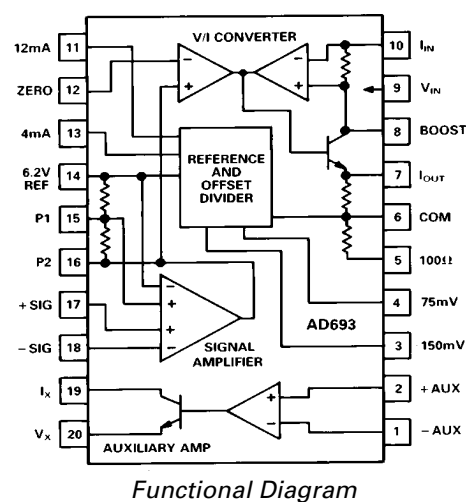 V/I CONVERTER
12mA 11
ZERO 12
4mA 13
6.2V REF 14
P1 15
P2 16
+SIG 17
−SIG 18
IX 19
VX 20
10 IIN
9 VIN
8 BOOST
7 IOUT
6 COM
5 100Ω
4 75mV
3 150mV
2 +AUX
1 −AUX
− + − +
REFERENCE
AND
OFFSET
DIVIDER
− + + −
AD693
SIGNAL
AMPLIFIER
+ −
AUXILIARY AMP
Functional Diagram